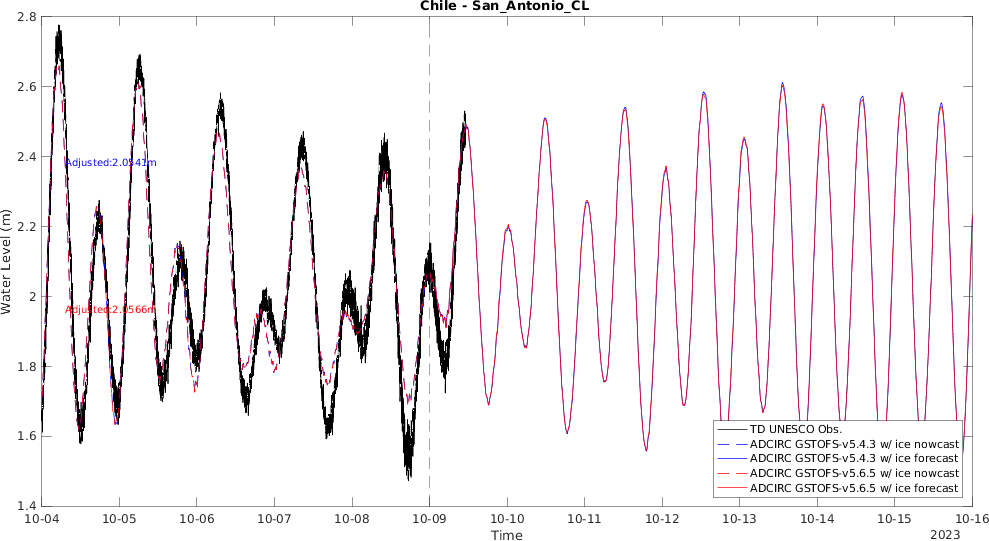 Chile - San_Antonio_CL
Water Level (m)
2.8
2.6
2.4
2.2
2
1.8
1.6
1.4
Adjusted:2.0541m
Adjusted:2.0566m
TD UNESCO Obs.
ADCIRC GSTOFS-v5.4.3 w/ ice nowcast
ADCIRC GSTOFS-v5.4.3 w/ ice forecast
ADCIRC GSTOFS-v5.6.5 w/ ice nowcast
ADCIRC GSTOFS-v5.6.5 w/ ice forecast
10-04 10-05 10-06 10-07 10-08 10-09 10-10 10-11 10-12 10-13 10-14 10-15 10-16
Time
2023